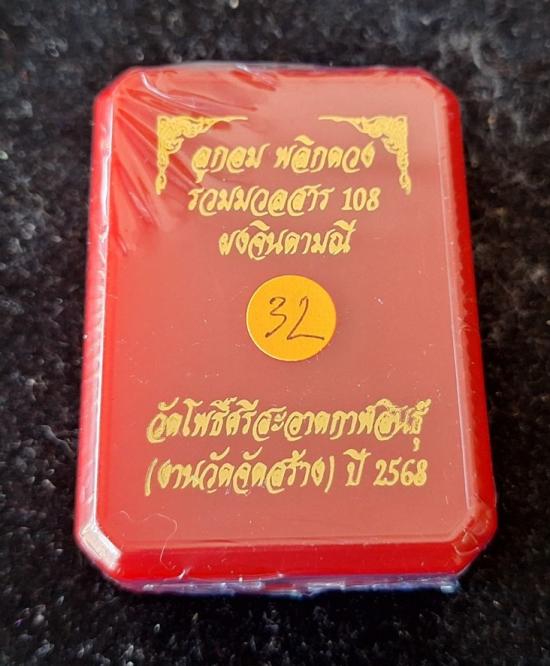 ลูกอม พลิกดวง
รวมมวลสาร 108
ผงจินดามณี
32
วัดโพธิ์ศรีสะอาดกาฬสินธุ์
(งานวัดจัดสร้าง) ปี 2568